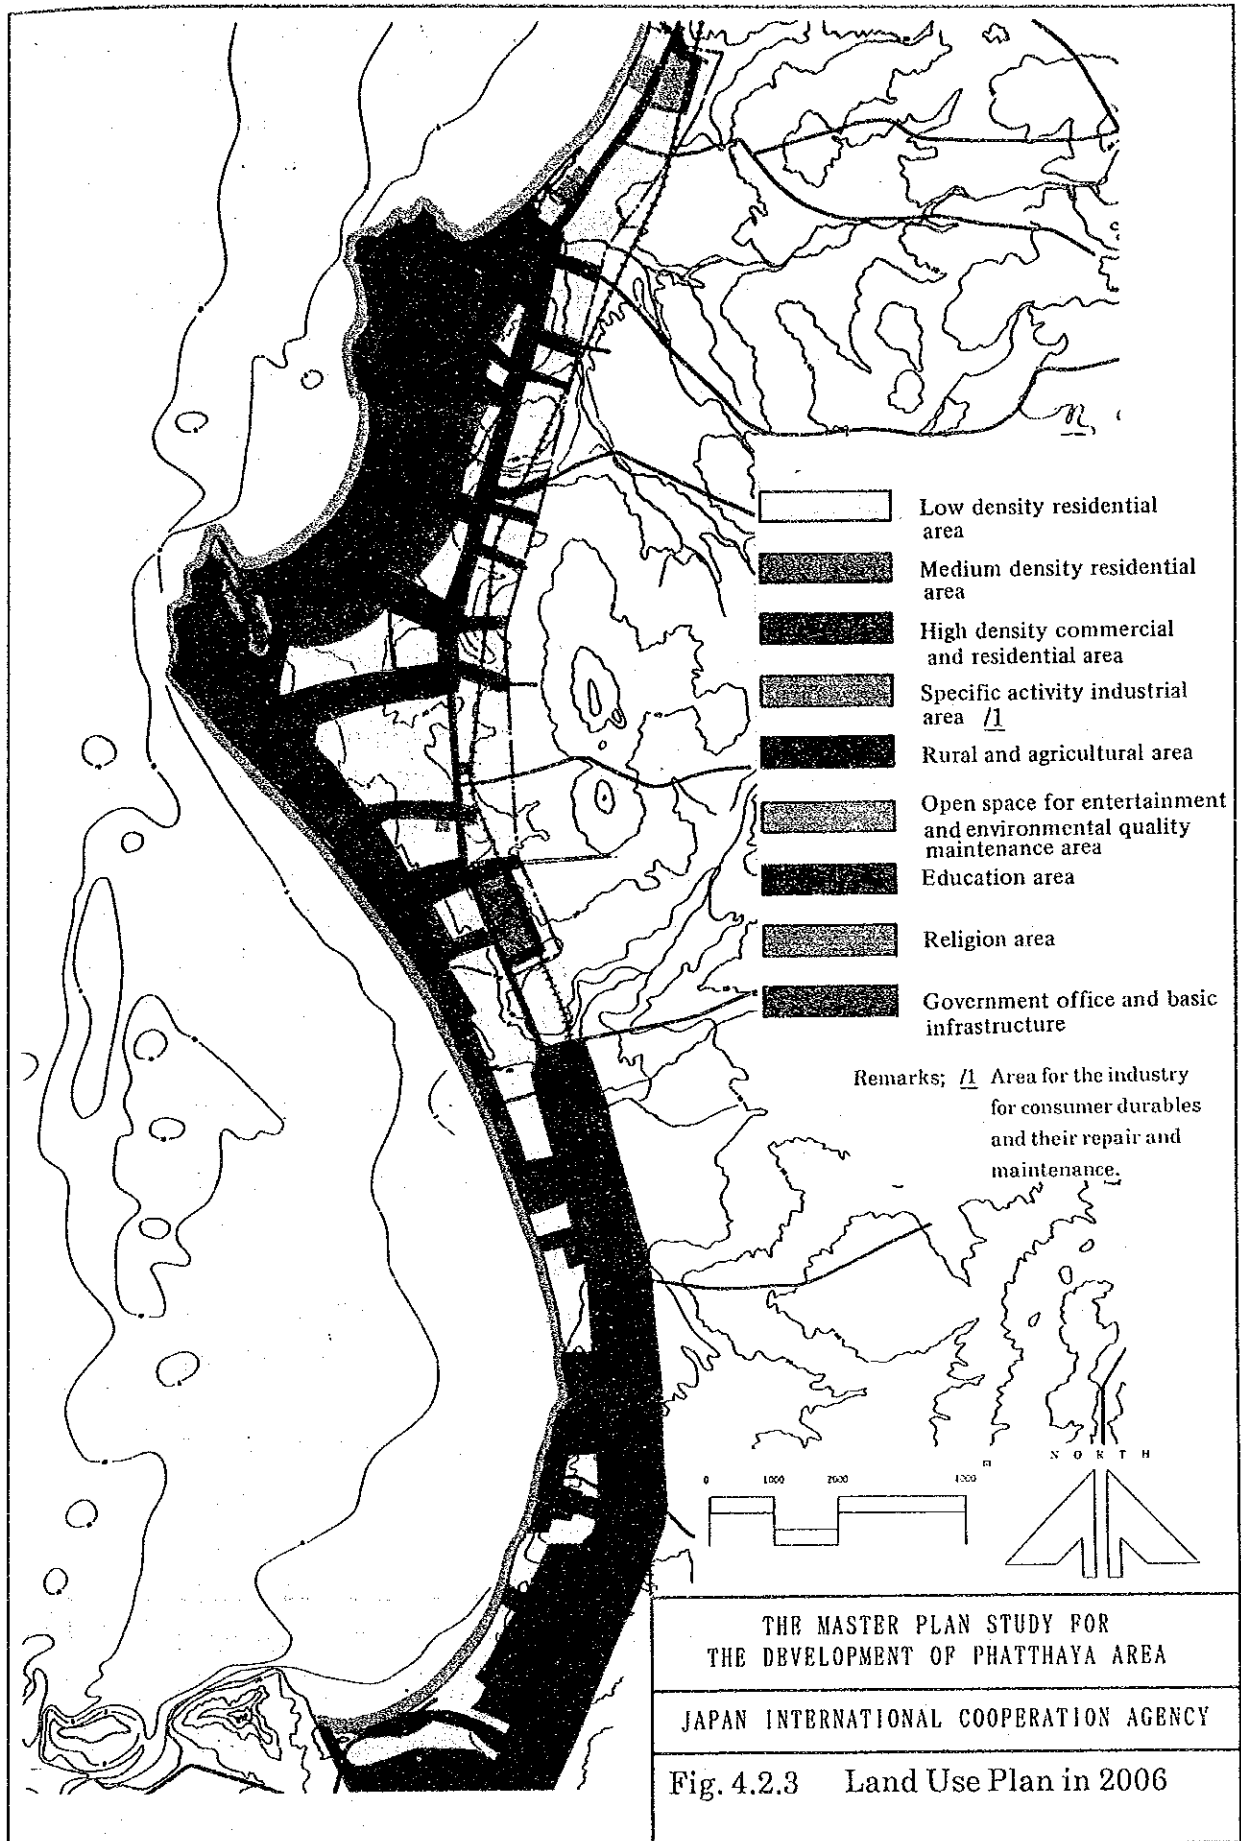 Low density residential
area
Medium density residential
area
High density commercial
and residential area
Specific activity industrial
area /1
Rural and agricultural area
Open space for entertainment
and environmental quality
maintenance area
Education area
Religion area
Government office and basic
infrastructure
Remarks; /1 Area for the industry
for consumer durables
and their repair and
maintenance.
NORTH
m
0 1000 2000 4000
THE MASTER PLAN STUDY FOR
THE DEVELOPMENT OF PHATTHAYA AREA
JAPAN INTERNATIONAL COOPERATION AGENCY
Fig. 4.2.3 Land Use Plan in 2006